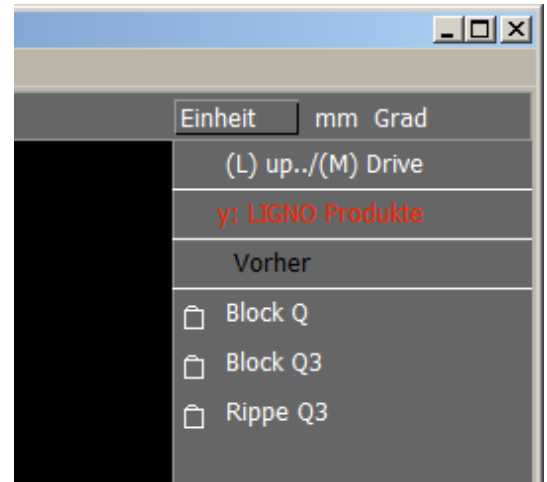 Einheit mm Grad
(L) up../(M) Drive
y: LIGNO Produkte
Vorher
Block Q
Block Q3
Rippe Q3